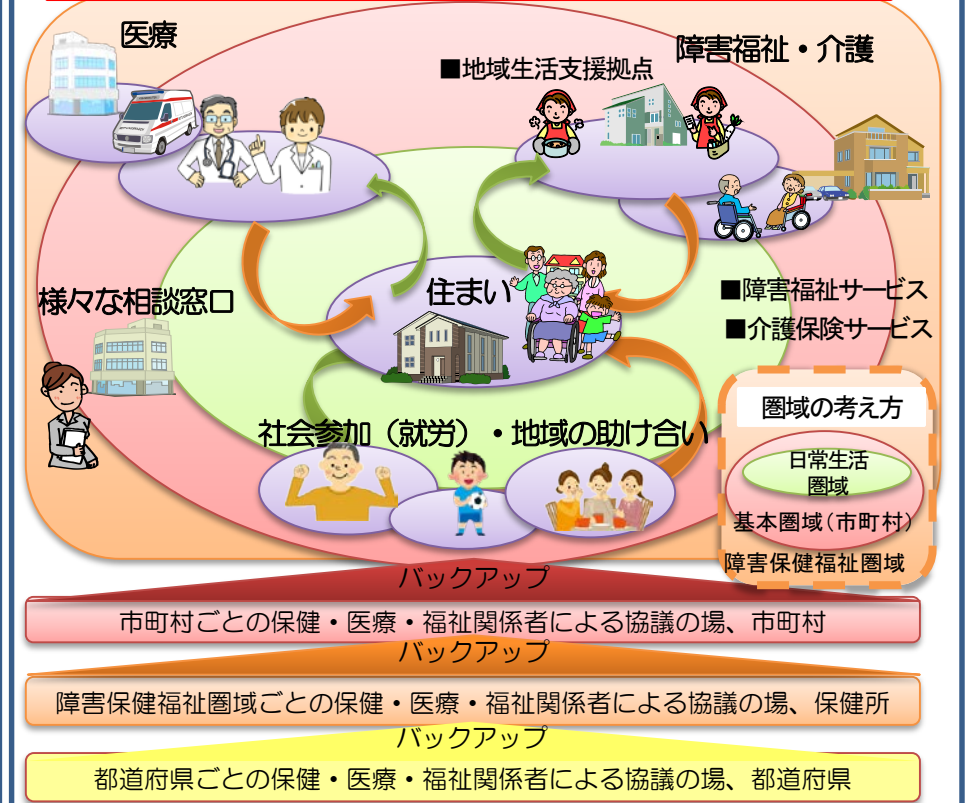 医療
障害福祉・介護
■地域生活支援拠点
様々な相談窓口
住まい
■障害福祉サービス
■介護保険サービス
社会参加（就労）・地域の助け合い
圏域の考え方
日常生活
圏域
基本圏域（市町村）
障害保健福祉圏域
バックアップ
市町村ごとの保健・医療・福祉関係者による協議の場、市町村
バックアップ
障害保健福祉圏域ごとの保健・医療・福祉関係者による協議の場、保健所
バックアップ
都道府県ごとの保健・医療・福祉関係者による協議の場、都道府県